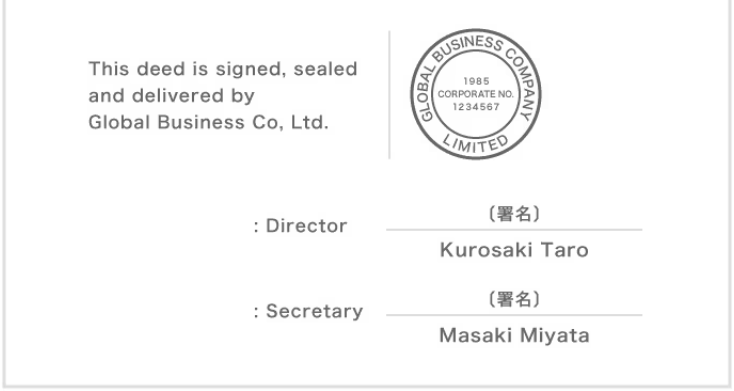 This deed is signed, sealed
and delivered by
Global Business Co, Ltd.
GLOBAL BUSINESS COMPANY
LIMITED
1985
CORPORATE NO.
1234567
: Director
〔署名〕
Kurosaki Taro
: Secretary
〔署名〕
Masaki Miyata